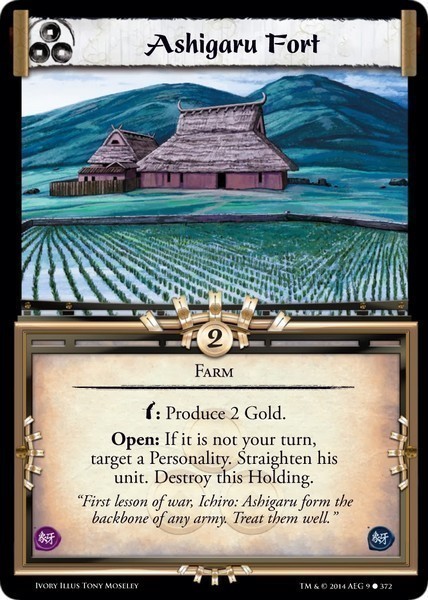 Ashigaru Fort
2
Farm
: Produce 2 Gold.
Open: If it is not your turn,
target a Personality. Straighten his
unit. Destroy this Holding.
“First lesson of war, Ichiro: Ashigaru form the
backbone of any army. Treat them well.”
Ivory Illus Tony Moseley
TM & © 2014 AEG 9 ● 372